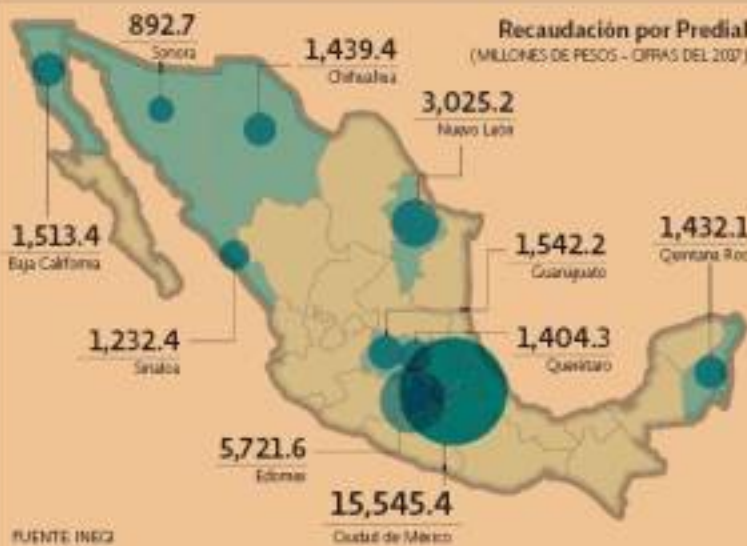 Recaudación por Predial
(MILLONES DE PESOS - CIFRAS DEL 2017)
892.7
Sonora
1,439.4
Chihuahua
3,025.2
Nuevo León
1,513.4
Baja California
1,542.2
Guanajuato
1,432.1
Quintana Roo
1,232.4
Sinaloa
1,404.3
Querétaro
5,721.6
Edomex
15,545.4
Ciudad de México
FUENTE: INEGI